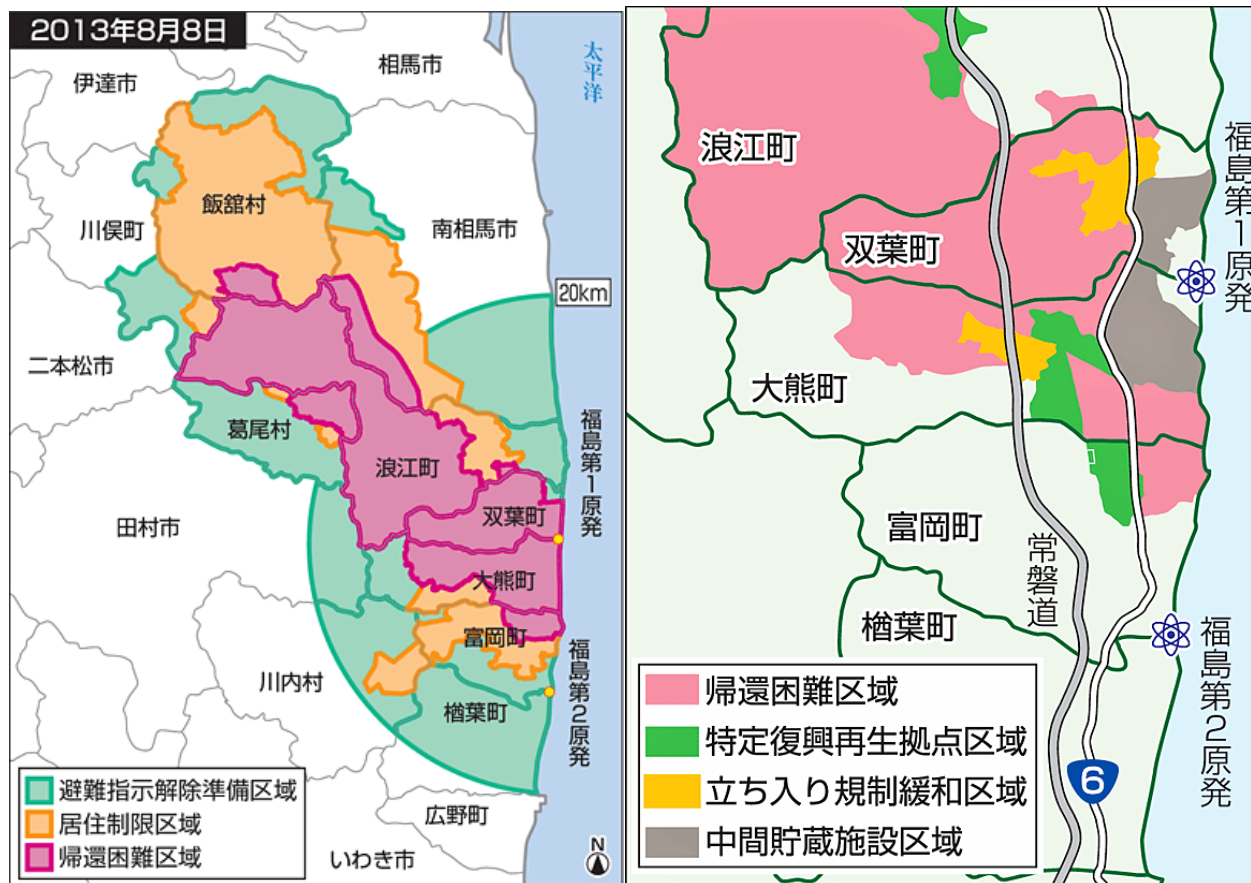 2013年8月8日
伊達市
相馬市
太平洋
飯舘村
川俣町
南相馬市
20km
二本松市
葛尾村
浪江町
福島第1原発
田村市
双葉町
大熊町
富岡町
川内村
楢葉町
福島第2原発
広野町
いわき市
N
避難指示解除準備区域
居住制限区域
帰還困難区域
浪江町
福島第1原発
双葉町
大熊町
富岡町
常磐道
楢葉町
福島第2原発
6
帰還困難区域
特定復興再生拠点区域
立ち入り規制緩和区域
中間貯蔵施設区域